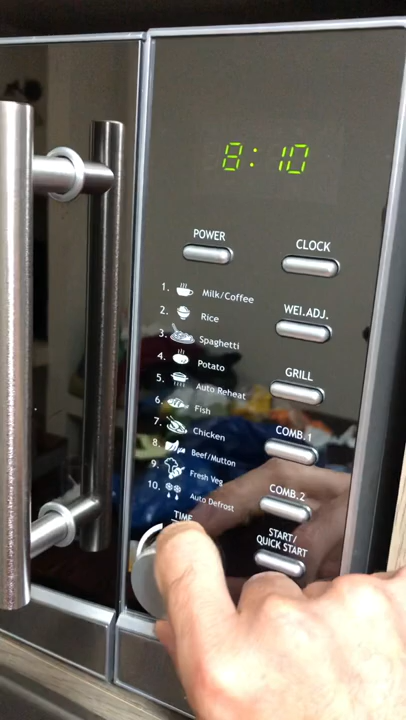 8:10
POWER
CLOCK
1. Milk/Coffee
WEI.ADJ.
2. Rice
3. Spaghetti
4. Potato
GRILL
5. Auto Reheat
6. Fish
7. Chicken
COMB.1
8. Beef/Mutton
9. Fresh Veg
10. Auto Defrost
COMB.2
TIME
START/
QUICK START